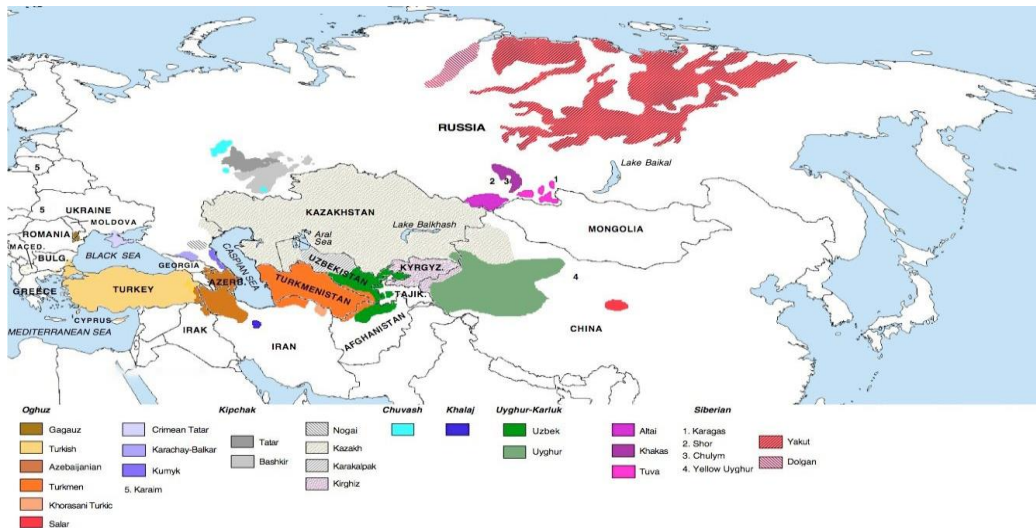 RUSSIA
Lake Baikal
5
5
UKRAINE
MOLDOVA
ROMANIA
MACED.
BULG.
BLACK SEA
GREECE
TURKEY
CYPRUS
MEDITERRANEAN SEA
GEORGIA
AZERB.
CASPIAN SEA
IRAK
IRAN
KAZAKHSTAN
Aral
Sea
Lake Balkhash
UZBEKISTAN
TURKMENISTAN
KYRGYZ.
TAJIK.
AFGHANISTAN
1
2
3
MONGOLIA
4
CHINA
Oghuz
Gagauz
Turkish
Azebaijanian
Turkmen
Khorasani Turkic
Salar
Kipchak
Crimean Tatar
Karachay-Balkar
Kumyk
5. Karaim
Tatar
Bashkir
Nogai
Kazakh
Karakalpak
Kirghiz
Chuvash
Khalaj
Uyghur-Karluk
Uzbek
Uyghur
Siberian
Altai
Khakas
Tuva
1. Karagas
2. Shor
3. Chulym
4. Yellow Uyghur
Yakut
Dolgan